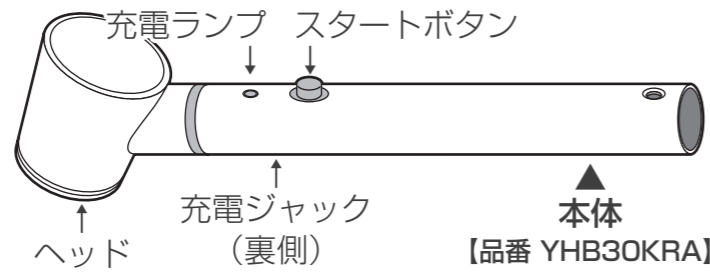 充電ランプ
スタートボタン
ヘッド
充電ジャック
（裏側）
本体
【品番 YHB30KRA】